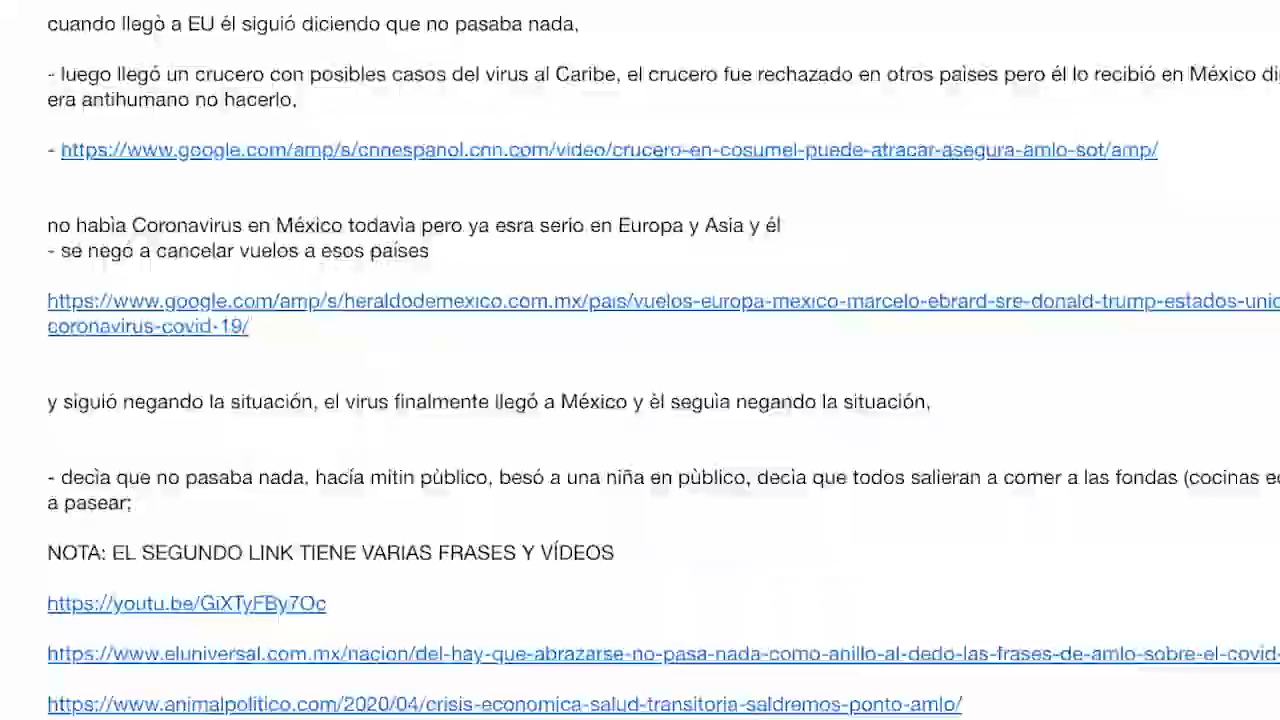 cuando llegò a EU él siguió diciendo que no pasaba nada,
- luego llegó un crucero con posibles casos del virus al Caribe, el crucero fue rechazado en otros paìses pero él lo recibió en México di
era antihumano no hacerlo,
- https://www.google.com/amp/s/cnnespanol.cnn.com/video/crucero-en-cosumel-puede-atracar-asegura-amlo-sot/amp/
no habìa Coronavirus en México todavìa pero ya esra serio en Europa y Asia y él
- se negó a cancelar vuelos a esos países
https://www.google.com/amp/s/heraldodemexico.com.mx/pais/vuelos-europa-mexico-marcelo-ebrard-sre-donald-trump-estados-unid
coronavirus-covid-19/
y siguió negando la situación, el virus finalmente llegó a México y èl seguìa negando la situación,
- decìa que no pasaba nada, hacía mitin pùblico, besó a una niña en pùblico, decìa que todos salieran a comer a las fondas (cocinas ec
a pasear;
NOTA: EL SEGUNDO LINK TIENE VARIAS FRASES Y VÍDEOS
https://youtu.be/GiXTyFBy7Oc
https://www.eluniversal.com.mx/nacion/del-hay-que-abrazarse-no-pasa-nada-como-anillo-al-dedo-las-frases-de-amlo-sobre-el-covid-
https://www.animalpolitico.com/2020/04/crisis-economica-salud-transitoria-saldremos-ponto-amlo/